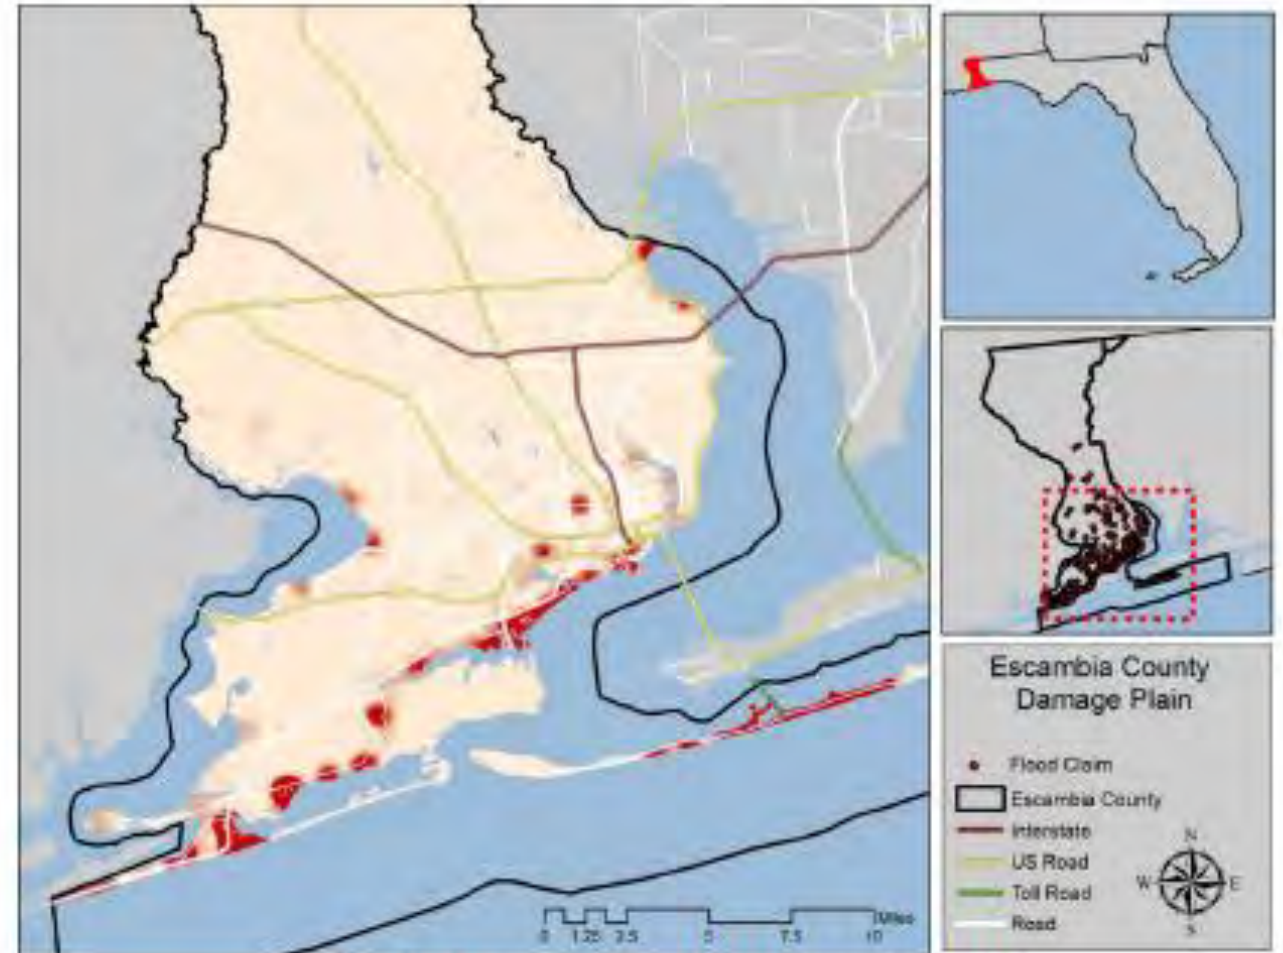 Escambia County
Damage Plain
Flood Claim
Escambia County
Interstate
US Road
Toll Road
Road
N
W
E
S
Miles
0 1.25 2.5 5 7.5 10